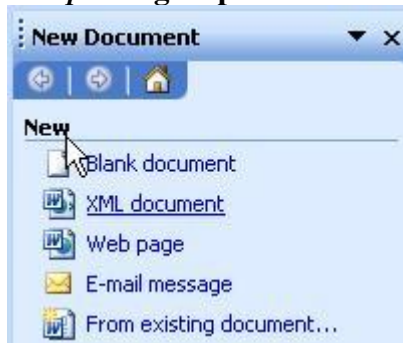 New Document
New
Blank document
XML document
Web page
E-mail message
From existing document...